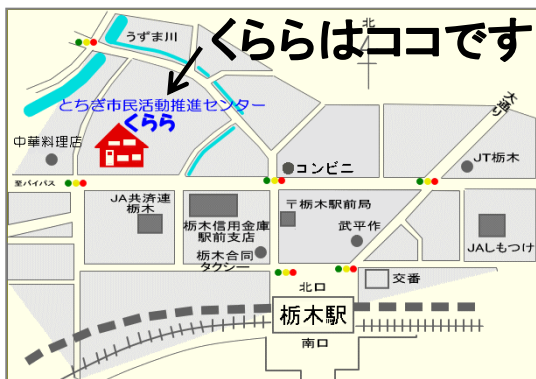 くららはココです
北
うずま川
大通り
とちぎ市民活動推進センター
くらら
中華料理店
コンビニ
JT栃木
至バイパス
JA共済連
栃木
栃木信用金庫
駅前支店
〒栃木駅前局
武平作
JAしもつけ
栃木合同
タクシー
北口
交番
栃木駅
南口